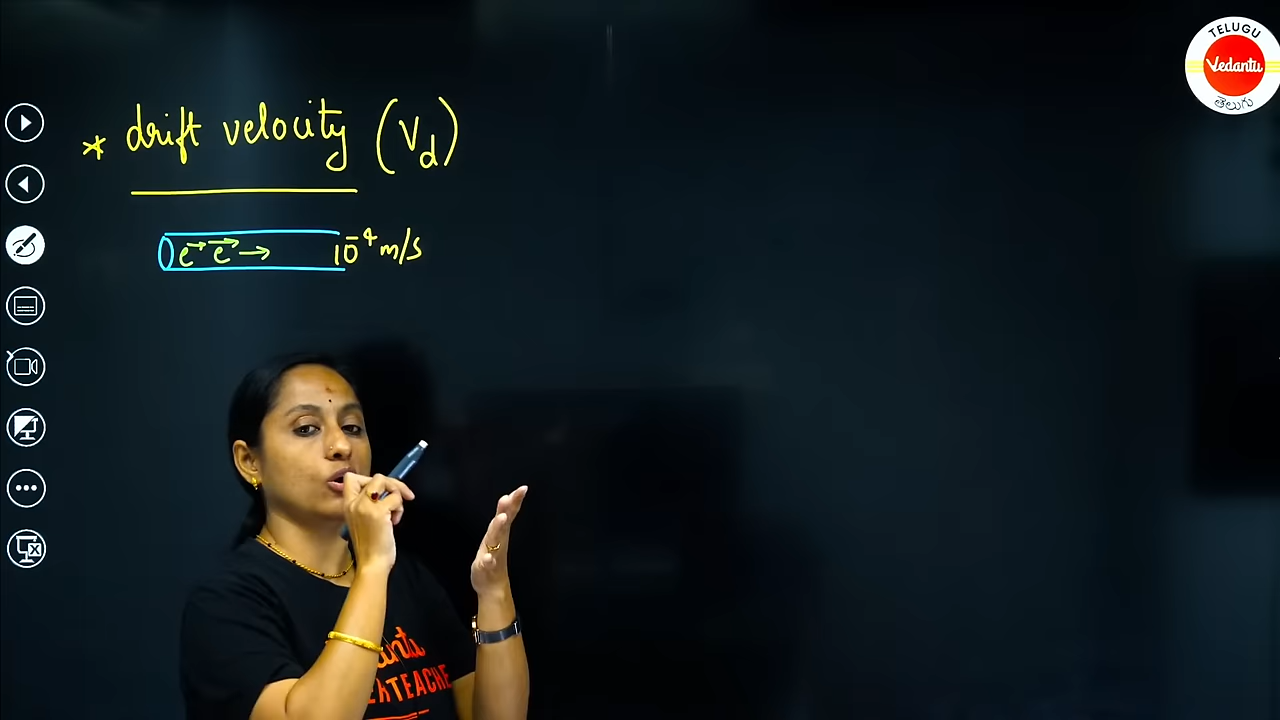 * drift velocity (Vd)
e→ e→ → 10⁻⁴ m/s
TELUGU
Vedantu
తెలుగు